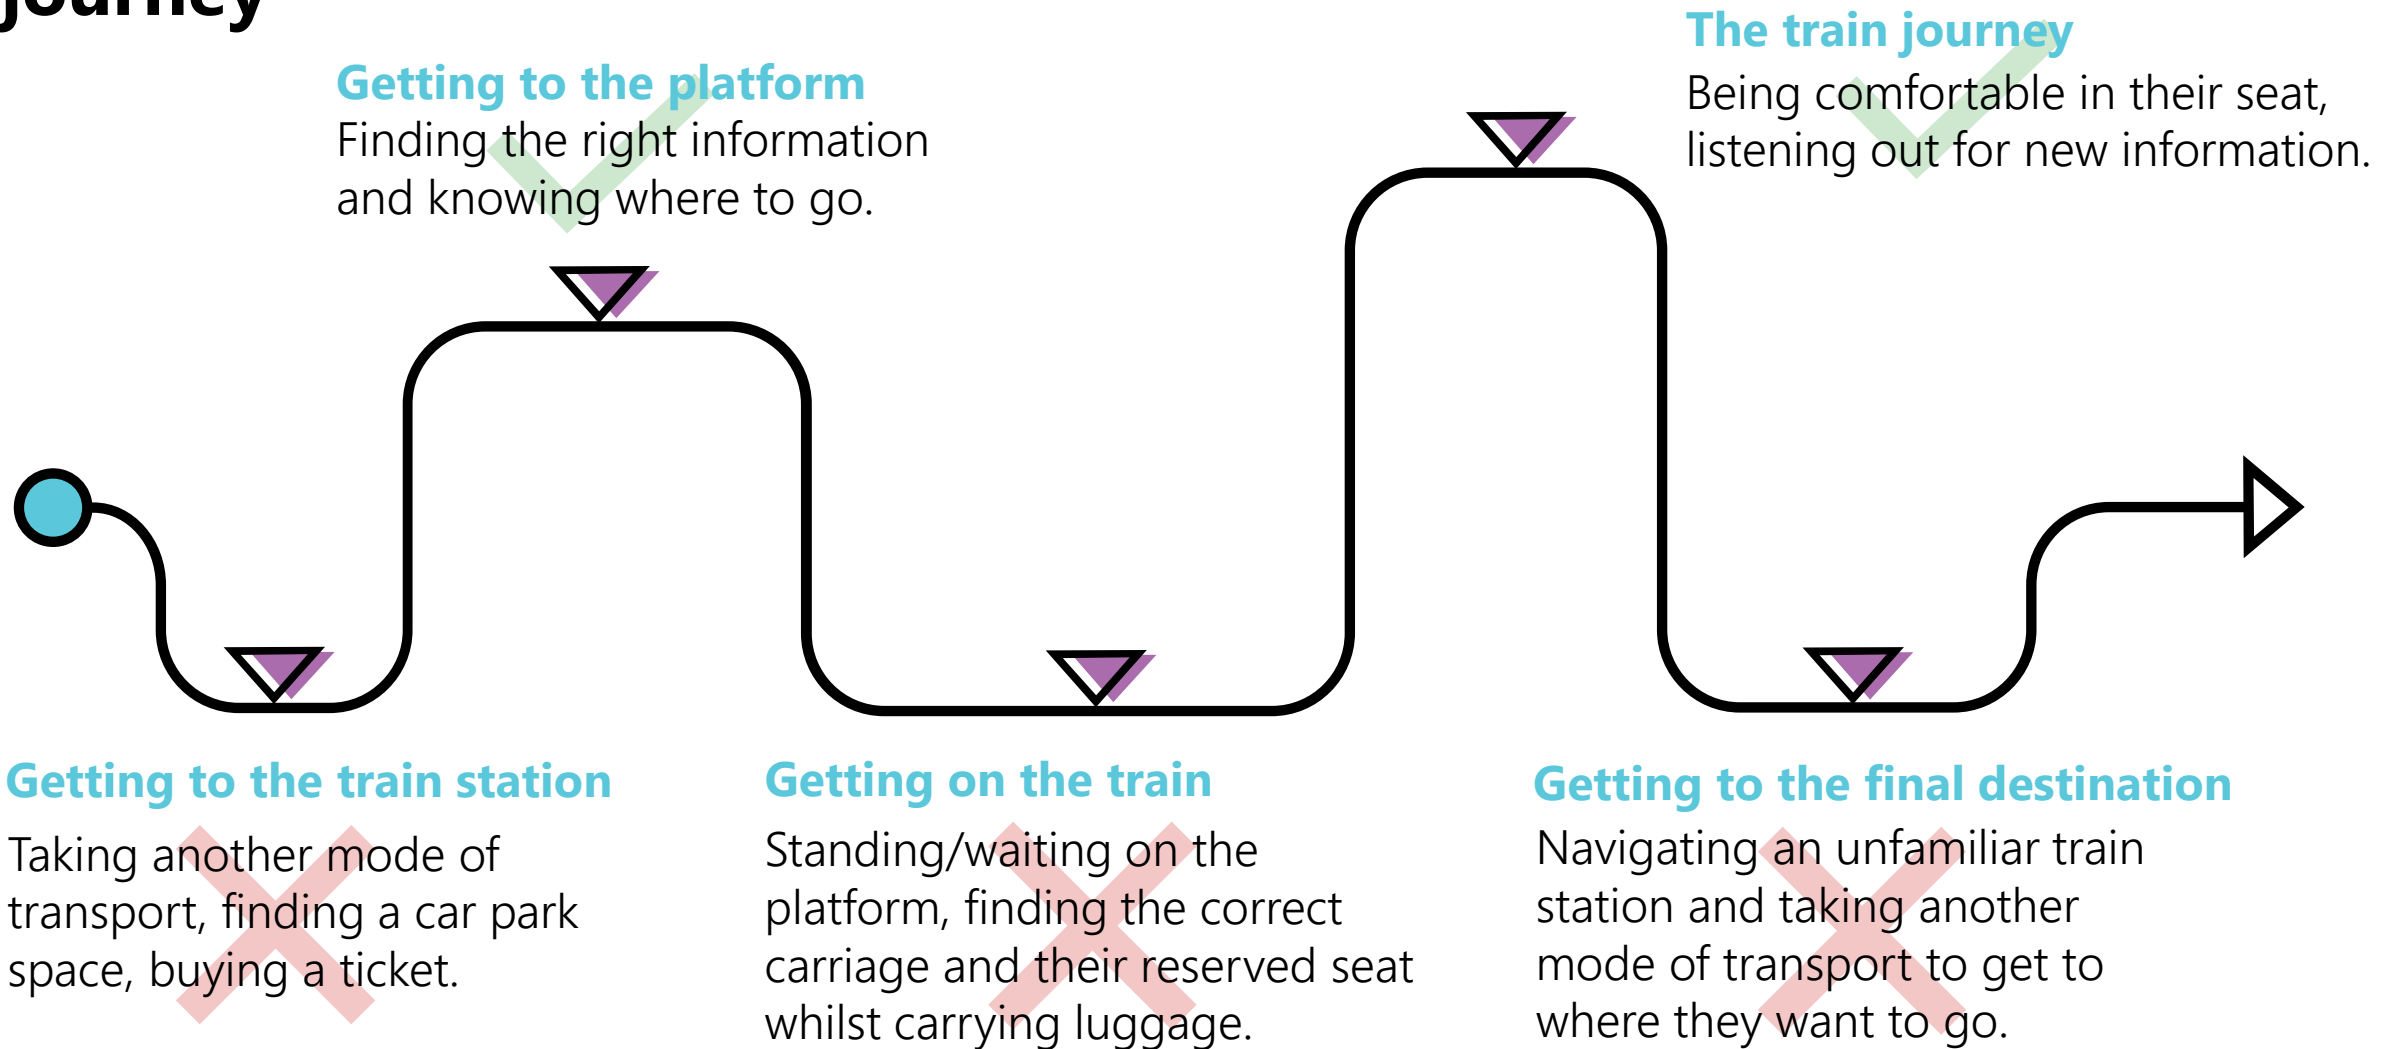 journey
Getting to the platform
Finding the right information
and knowing where to go.
The train journey
Being comfortable in their seat,
listening out for new information.
Getting to the train station
Taking another mode of
transport, finding a car park
space, buying a ticket.
Getting on the train
Standing/waiting on the
platform, finding the correct
carriage and their reserved seat
whilst carrying luggage.
Getting to the final destination
Navigating an unfamiliar train
station and taking another
mode of transport to get to
where they want to go.